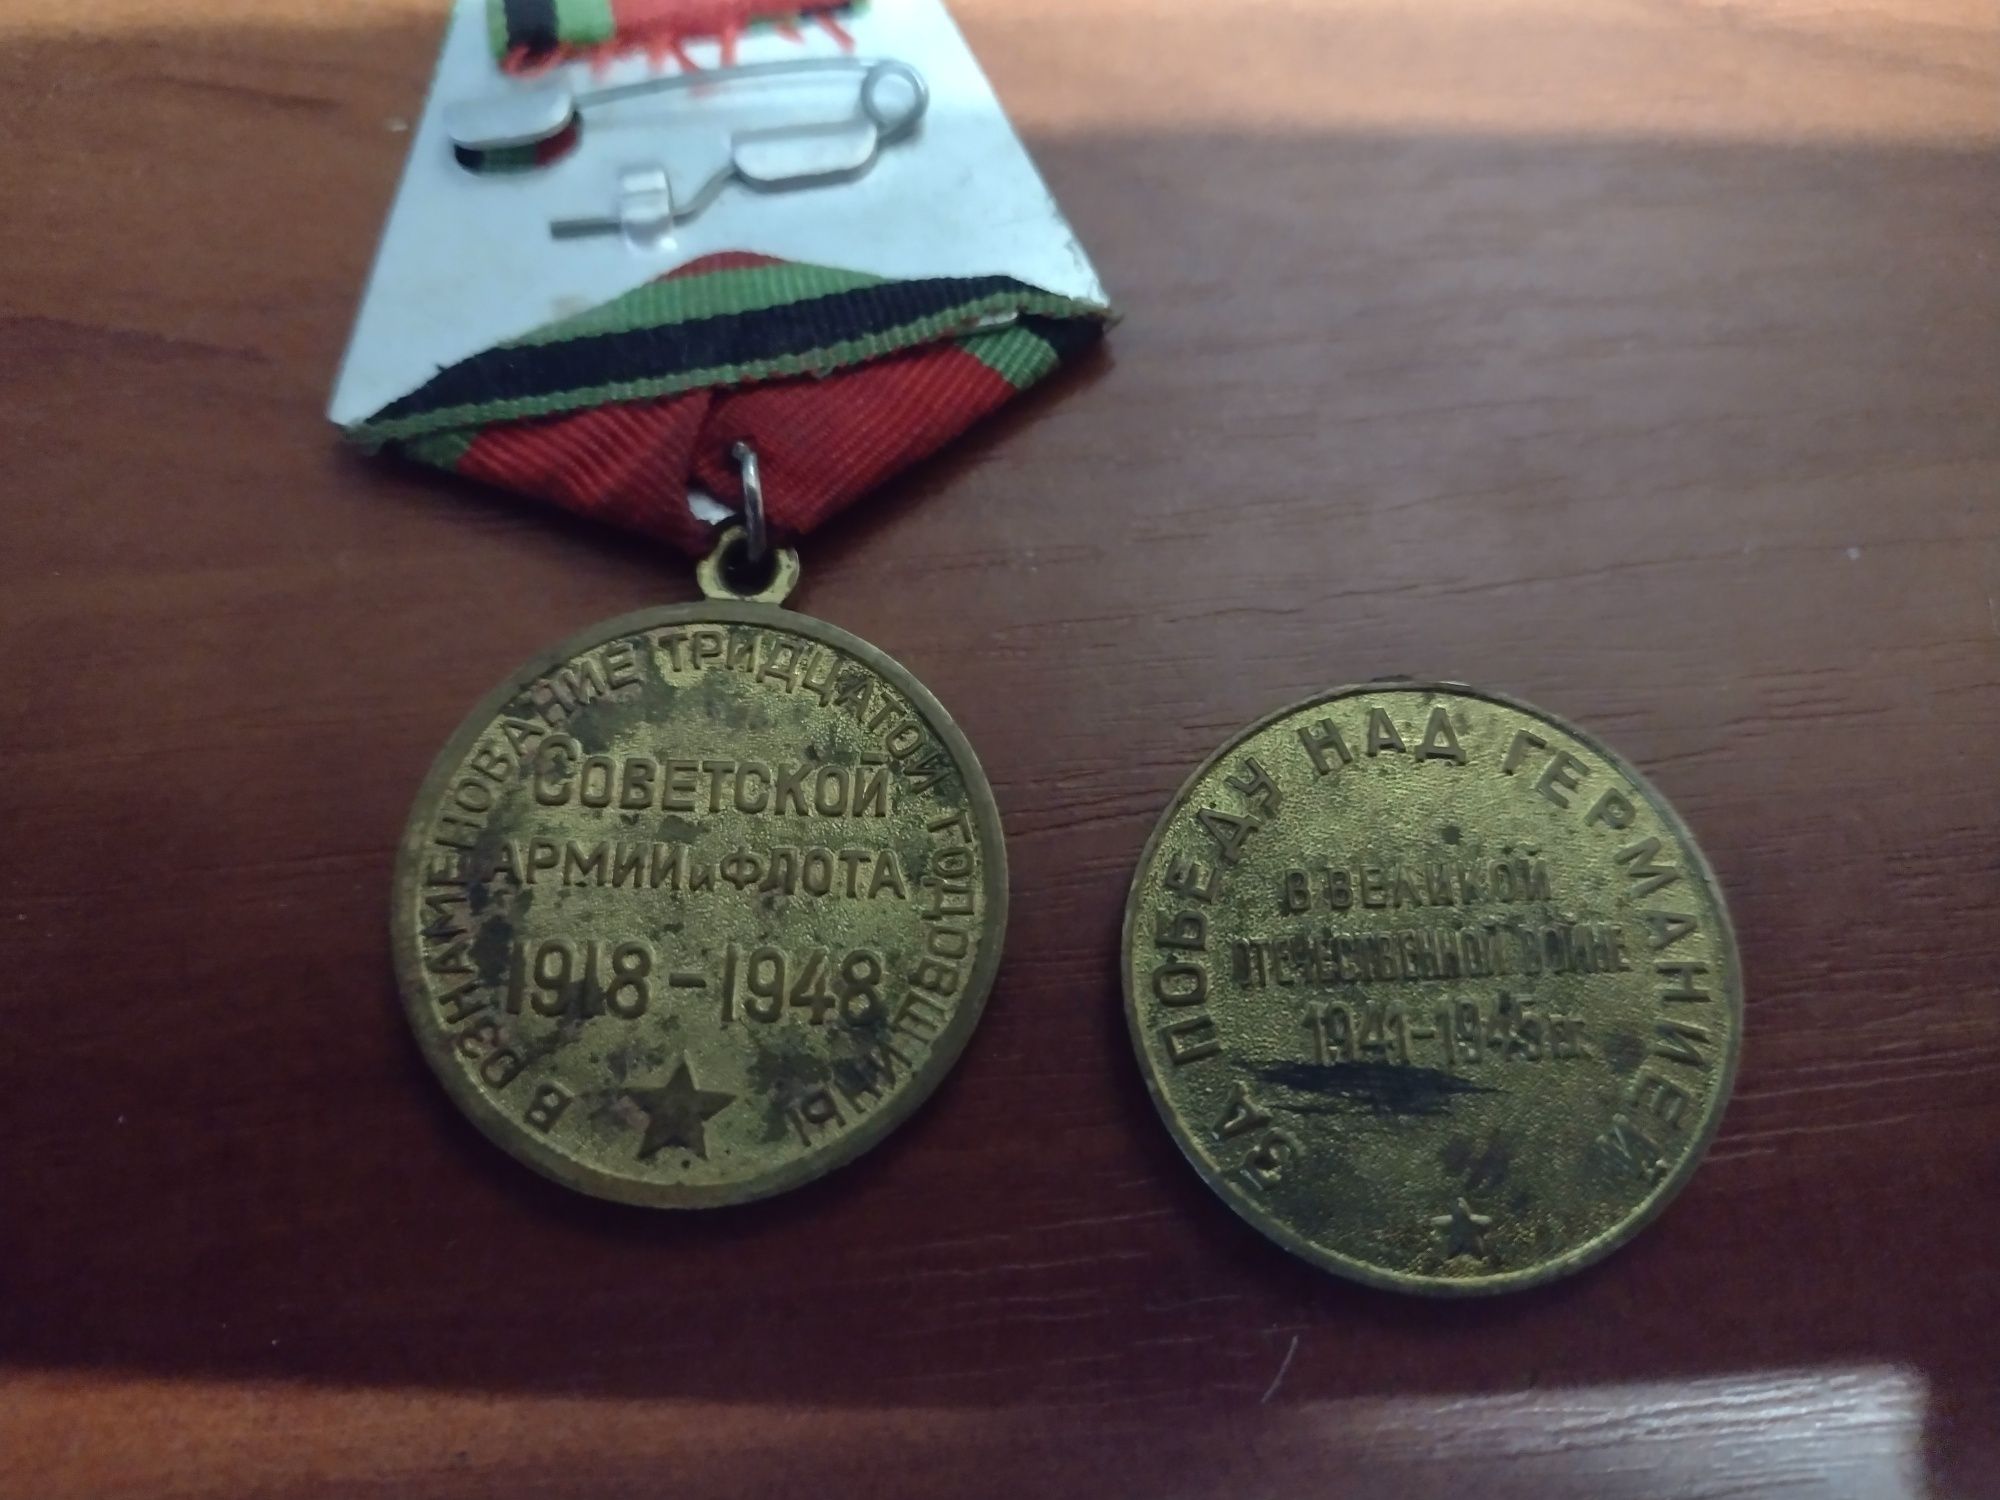 В ОЗНАМЕНОВАНИЕ ТРИДЦАТОЙ ГОДОВЩИНЫ
СОВЕТСКОЙ
АРМИИ и ФЛОТА
1918-1948
ЗА ПОБЕДУ НАД ГЕРМАНИЕЙ
В ВЕЛИКОЙ
ОТЕЧЕСТВЕННОЙ ВОЙНЕ
1941-1945 гг.